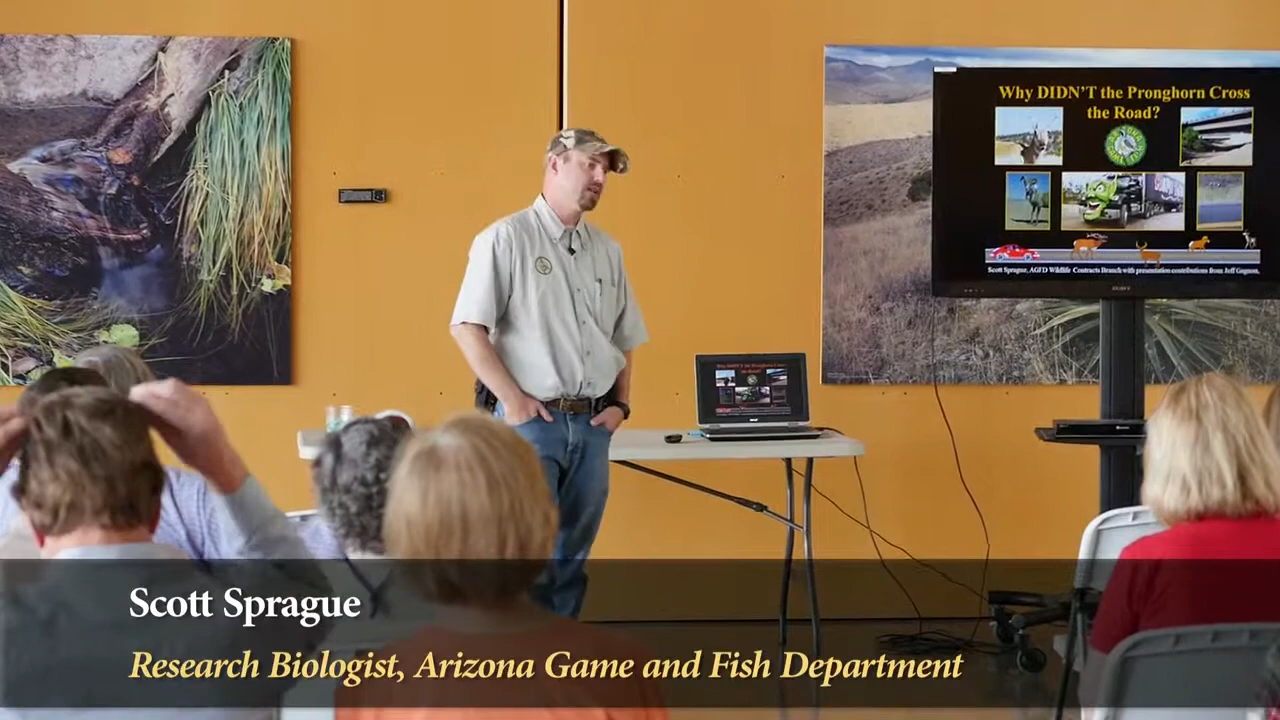 Why DIDN'T the Pronghorn Cross
the Road?
Scott Sprague, AGFD Wildlife Contracts Branch with presentation contributions from Jeff Gagnon.
SONY
Scott Sprague
Research Biologist, Arizona Game and Fish Department